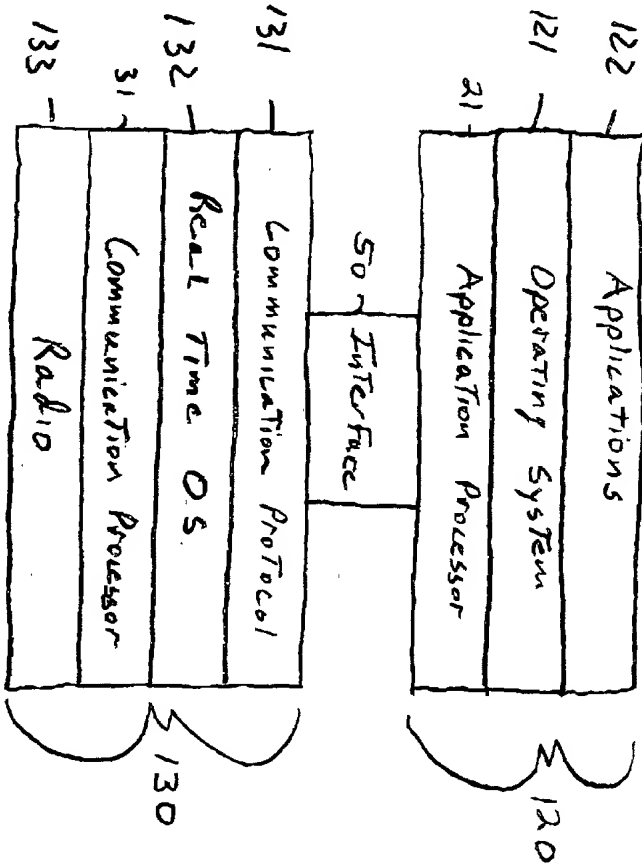 122 Applications
121 Operating System
21 Application Processor
120
50 Interface
131 Communication Protocol
132 Real Time OS
31 Communication Processor
133 Radio
130